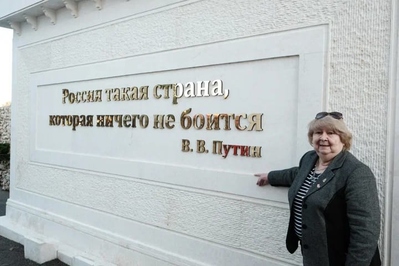 Россия такая страна,
которая ничего не боится
В. В. Путин